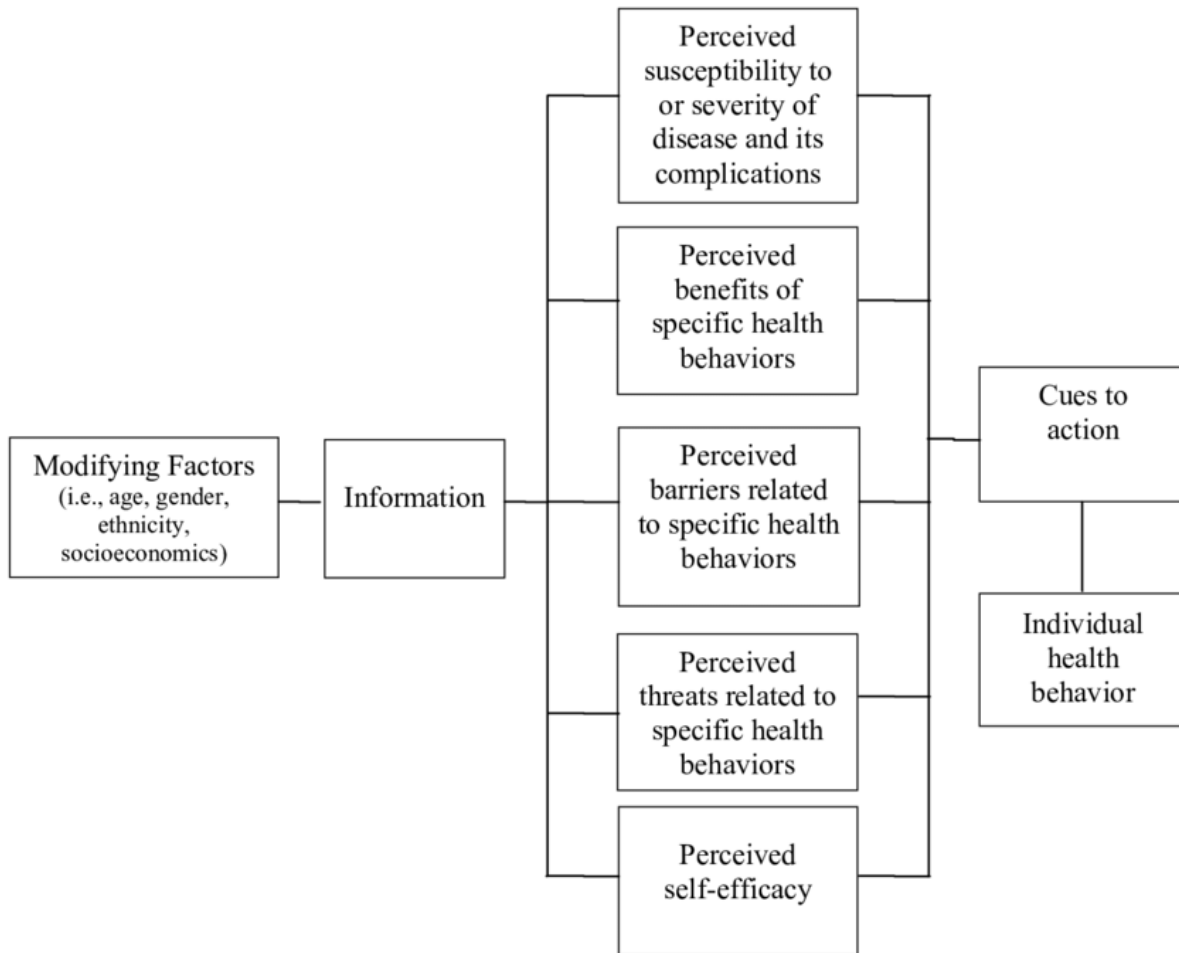 Modifying Factors
(i.e., age, gender,
ethnicity,
socioeconomics)
Information
Perceived
susceptibility to
or severity of
disease and its
complications
Perceived
benefits of
specific health
behaviors
Perceived
barriers related
to specific health
behaviors
Perceived
threats related to
specific health
behaviors
Perceived
self-efficacy
Cues to
action
Individual
health
behavior